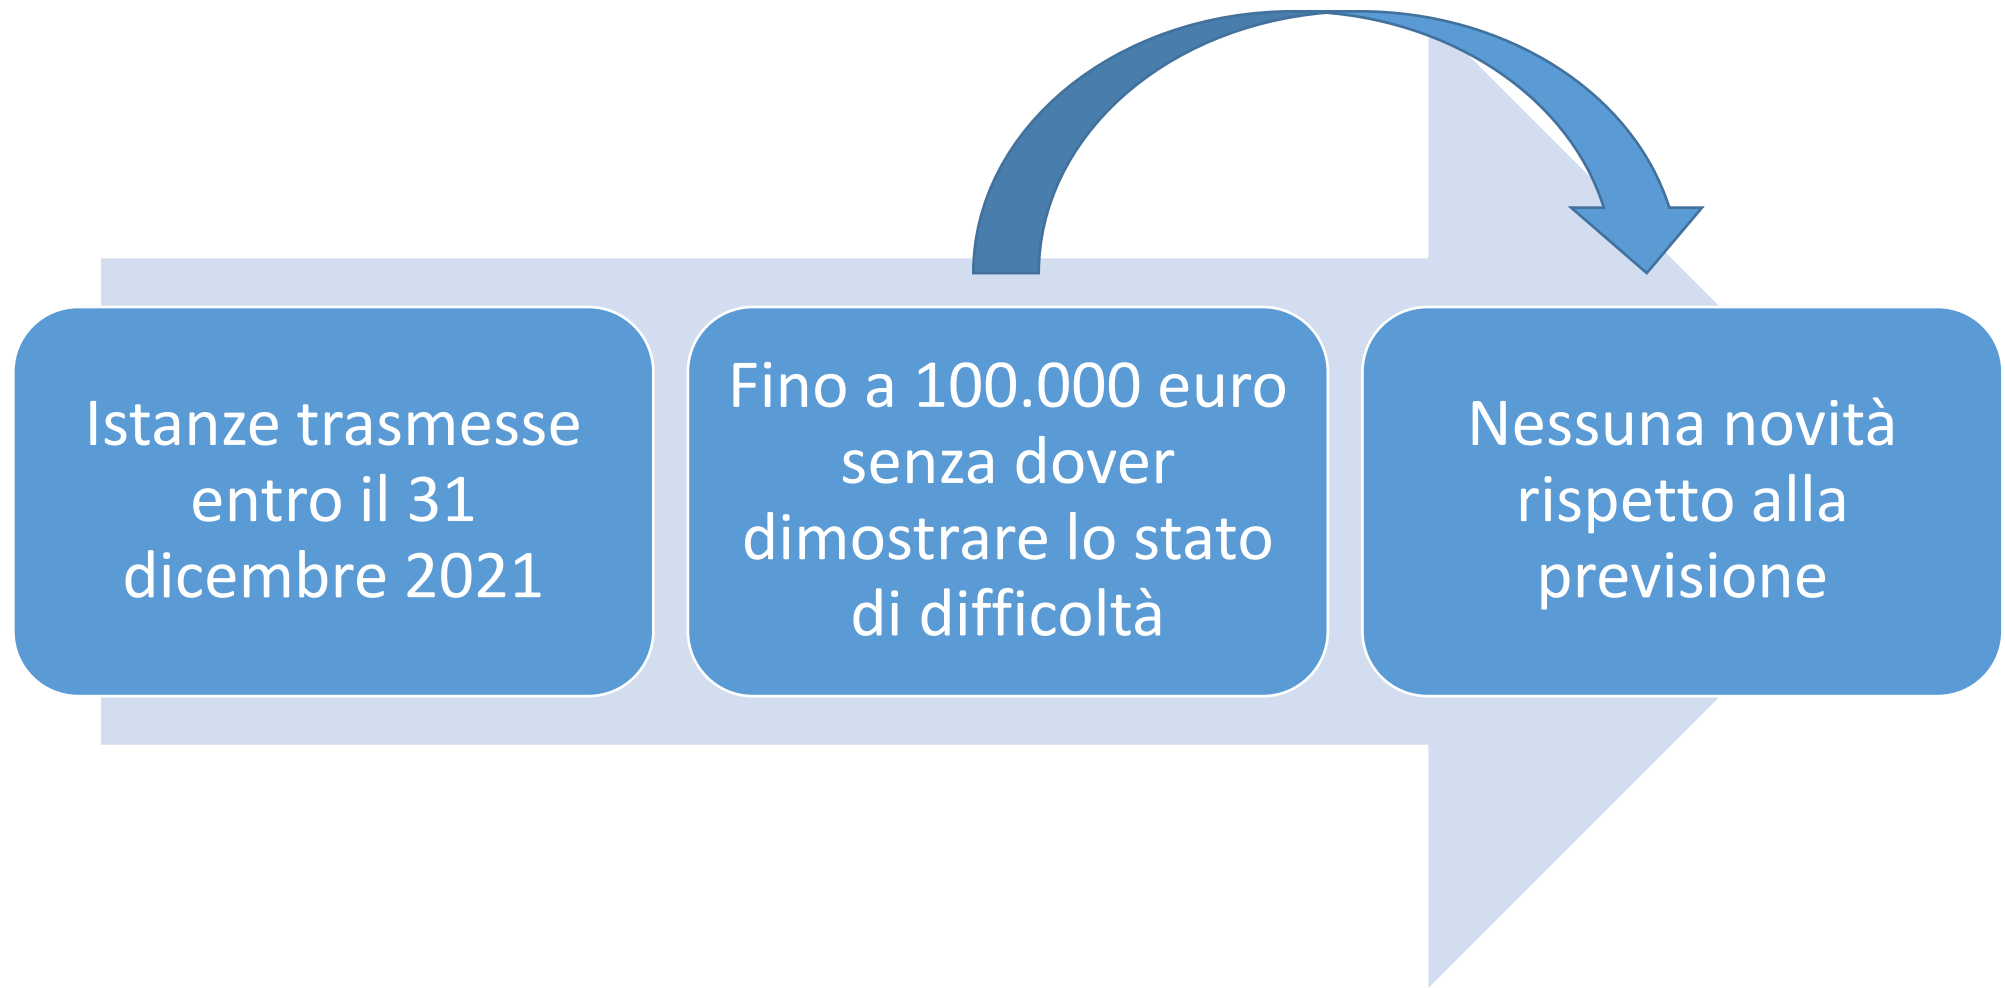 Istanze trasmesse
entro il 31
dicembre 2021
Fino a 100.000 euro
senza dover
dimostrare lo stato
di difficoltà
Nessuna novità
rispetto alla
previsione